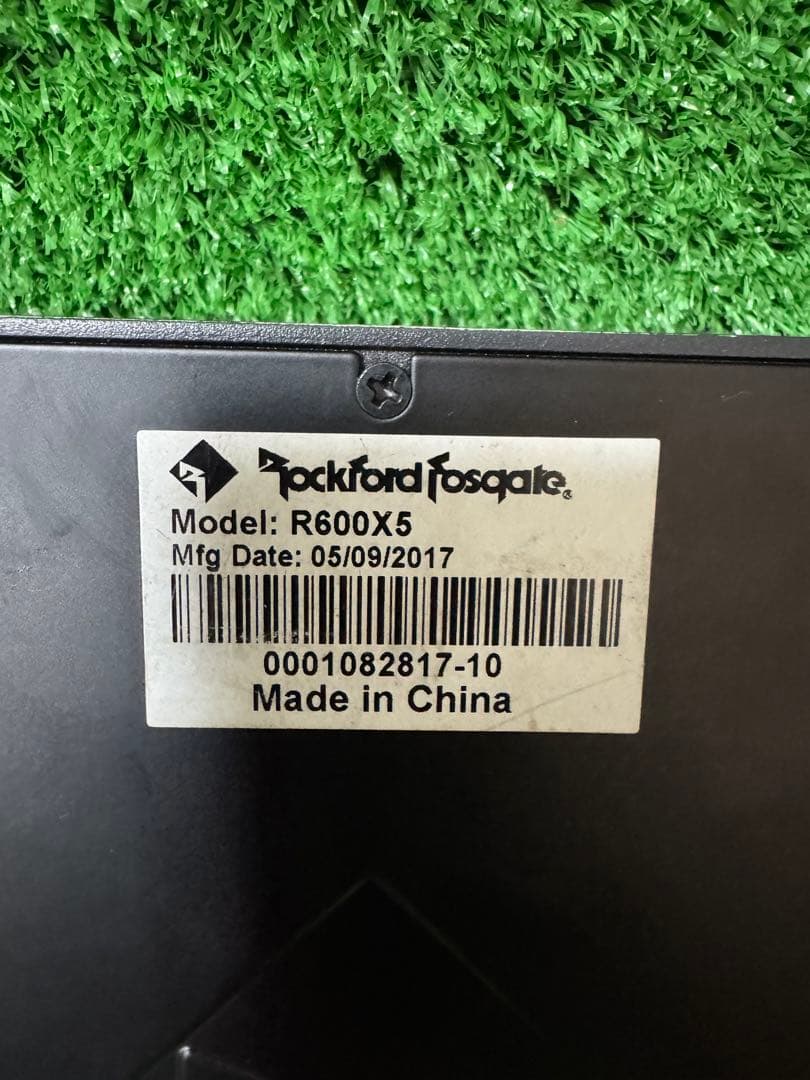 Rockford Fosgate®
Model: R600X5
Mfg Date: 05/09/2017
0001082817-10
Made in China